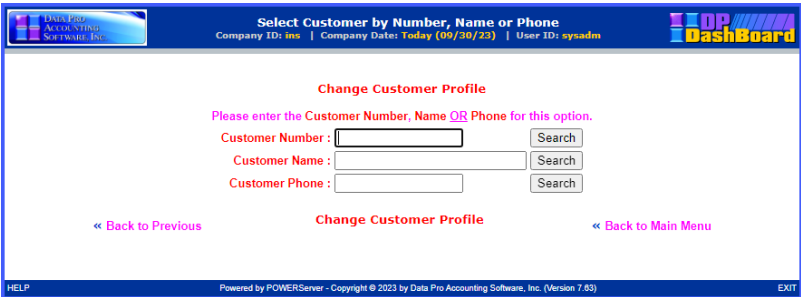 DATA PRO
ACCOUNTING
SOFTWARE, INC.
Select Customer by Number, Name or Phone
Company ID: ins | Company Date: Today (09/30/23) | User ID: sysadm
DP
DashBoard
Change Customer Profile
Please enter the Customer Number, Name OR Phone for this option.
Customer Number : Search
Customer Name : Search
Customer Phone : Search
« Back to Previous Change Customer Profile « Back to Main Menu
HELP Powered by POWERServer - Copyright © 2023 by Data Pro Accounting Software, Inc. (Version 7.63) EXIT